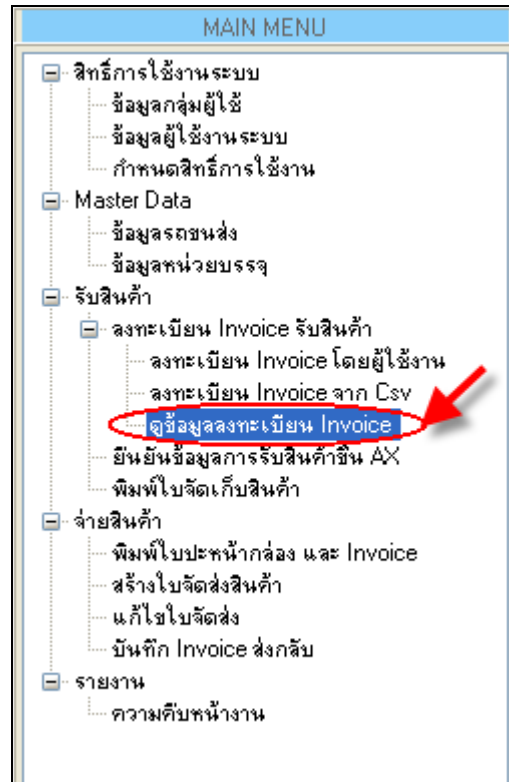 MAIN MENU
สิทธิ์การใช้งานระบบ
ข้อมูลกลุ่มผู้ใช้
ข้อมูลผู้ใช้งานระบบ
กำหนดสิทธิ์การใช้งาน
Master Data
ข้อมูลรถขนส่ง
ข้อมูลหน่วยบรรจุ
รับสินค้า
ลงทะเบียน Invoice รับสินค้า
ลงทะเบียน Invoice โดยผู้ใช้งาน
ลงทะเบียน Invoice จาก Csv
ดูข้อมูลลงทะเบียน Invoice
ยืนยันข้อมูลการรับสินค้าขึ้น AX
พิมพ์ใบจัดเก็บสินค้า
จ่ายสินค้า
พิมพ์ใบปะหน้ากล่อง และ Invoice
สร้างใบจัดส่งสินค้า
แก้ไขใบจัดส่ง
บันทึก Invoice ส่งกลับ
รายงาน
ความคืบหน้างาน